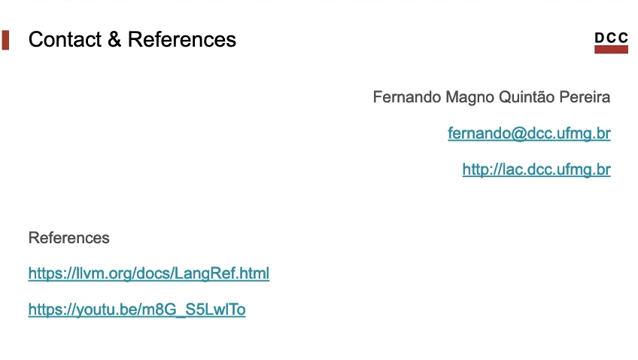 Contact & References
DCC
Fernando Magno Quintão Pereira
fernando@dcc.ufmg.br
http://lac.dcc.ufmg.br
References
https://llvm.org/docs/LangRef.html
https://youtu.be/m8G_S5LwlTo